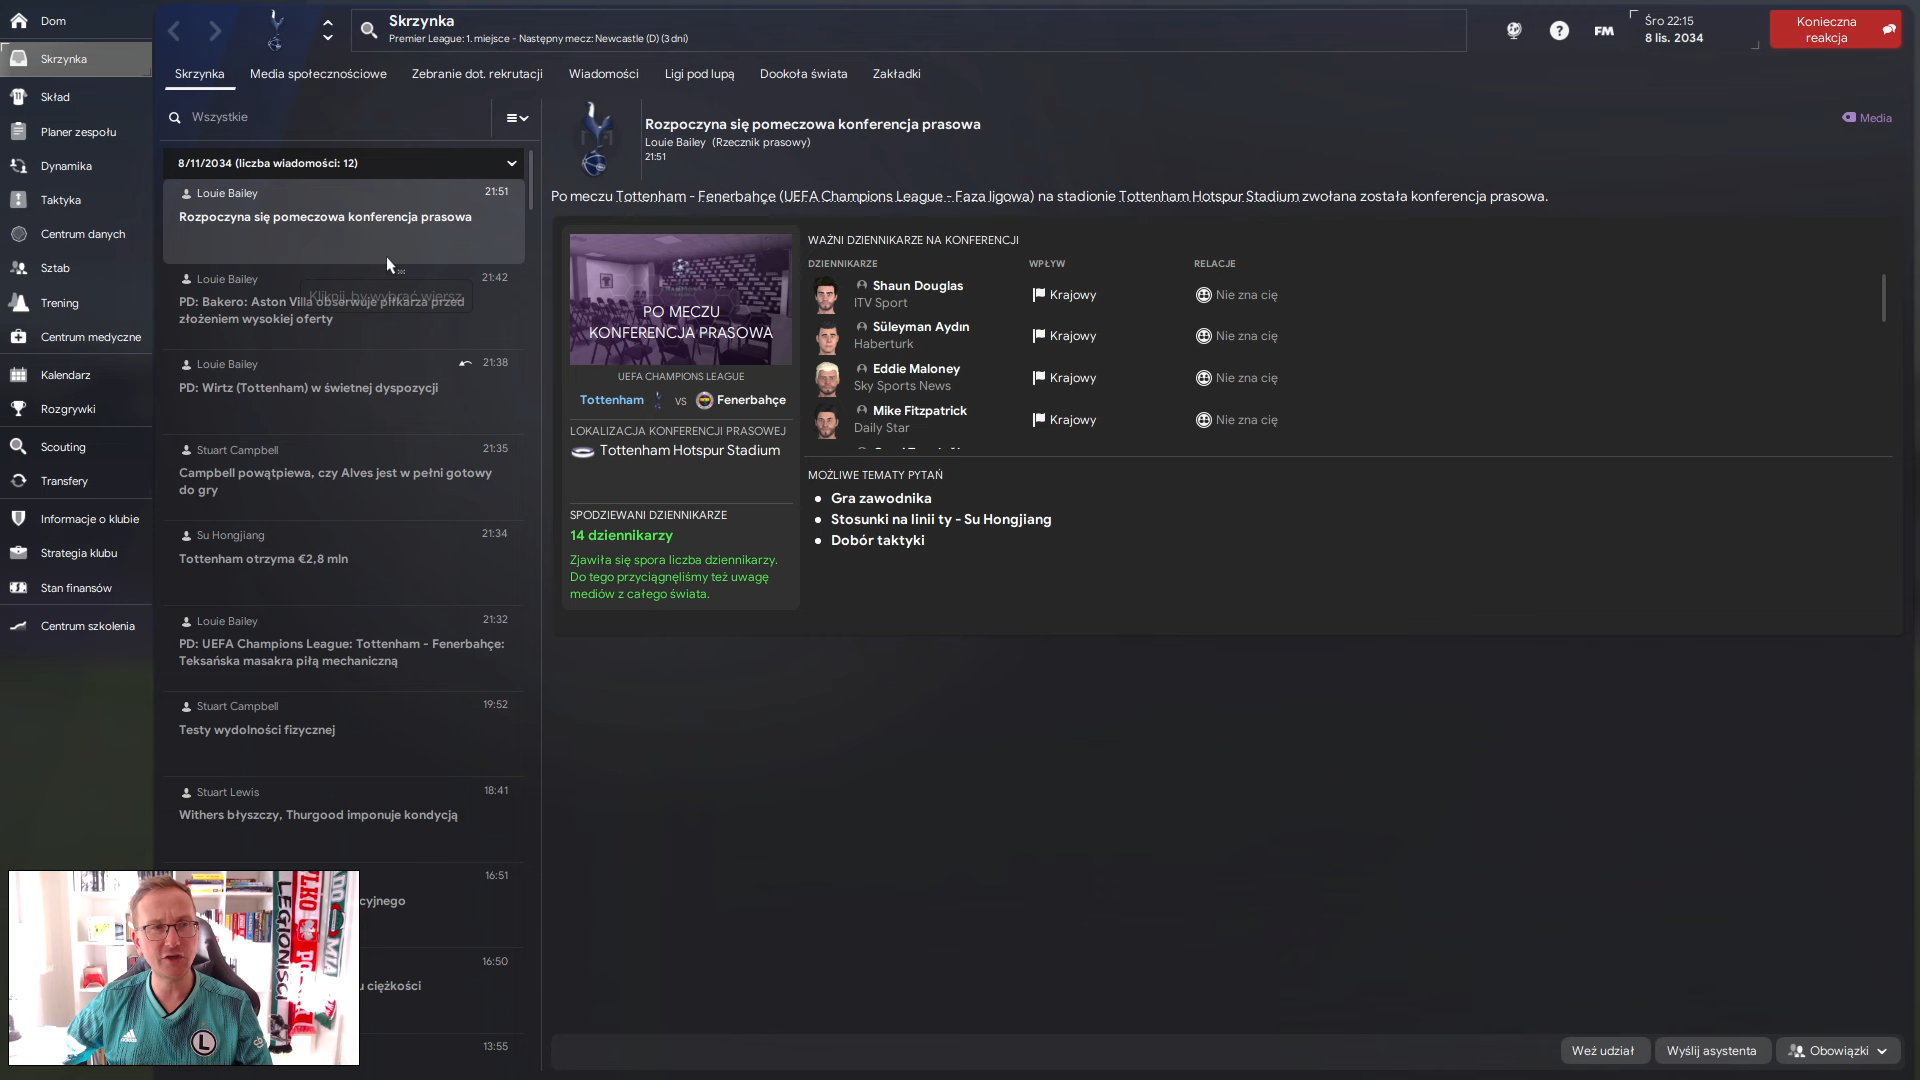 Dom
Skrzynka
Skład
Planer zespołu
Dynamika
Taktyka
Centrum danych
Sztab
Trening
Centrum medyczne
Kalendarz
Rozgrywki
Scouting
Transfery
Informacje o klubie
Strategia klubu
Stan finansów
Centrum szkolenia
Skrzynka
Premier League: 1. miejsce - Następny mecz: Newcastle (D) (3 dni)
FM
Śro 22:15
8 lis. 2034
Konieczna
reakcja
Skrzynka Media społecznościowe Zebranie dot. rekrutacji Wiadomości Ligi pod lupą Dookoła świata Zakładki
Wszystkie
8/11/2034 (liczba wiadomości: 12)
Louie Bailey 21:51
Rozpoczyna się pomeczowa konferencja prasowa
Louie Bailey 21:42
Kliknij, by wybrać wiersz
PD: Bakero: Aston Villa obserwuje piłkarza przed
złożeniem wysokiej oferty
Louie Bailey 21:38
PD: Wirtz (Tottenham) w świetnej dyspozycji
Stuart Campbell 21:35
Campbell powątpiewa, czy Alves jest w pełni gotowy
do gry
Su Hongjiang 21:34
Tottenham otrzyma €2,8 mln
Louie Bailey 21:32
PD: UEFA Champions League: Tottenham - Fenerbahçe:
Teksańska masakra piłą mechaniczną
Stuart Campbell 19:52
Testy wydolności fizycznej
Stuart Lewis 18:41
Withers błyszczy, Thurgood imponuje kondycją
16:51
cyjnego
16:50
u ciężkości
13:55
Rozpoczyna się pomeczowa konferencja prasowa
Louie Bailey (Rzecznik prasowy)
21:51
Media
Po meczu Tottenham - Fenerbahçe (UEFA Champions League - Faza ligowa) na stadionie Tottenham Hotspur Stadium zwołana została konferencja prasowa.
PO MECZU
KONFERENCJA PRASOWA
UEFA CHAMPIONS LEAGUE
Tottenham VS Fenerbahçe
LOKALIZACJA KONFERENCJI PRASOWEJ
Tottenham Hotspur Stadium
SPODZIEWANI DZIENNIKARZE
14 dziennikarzy
Zjawiła się spora liczba dziennikarzy.
Do tego przyciągnęliśmy też uwagę
mediów z całego świata.
WAŻNI DZIENNIKARZE NA KONFERENCJI
DZIENNIKARZE WPŁYW RELACJE
Shaun Douglas
ITV Sport
Krajowy Nie zna cię
Süleyman Aydın
Haberturk
Krajowy Nie zna cię
Eddie Maloney
Sky Sports News
Krajowy Nie zna cię
Mike Fitzpatrick
Daily Star
Krajowy Nie zna cię
MOŻLIWE TEMATY PYTAŃ
Gra zawodnika
Stosunki na linii ty - Su Hongjiang
Dobór taktyki
LEGIONIŚCI
L
Weź udział Wyślij asystenta Obowiązki